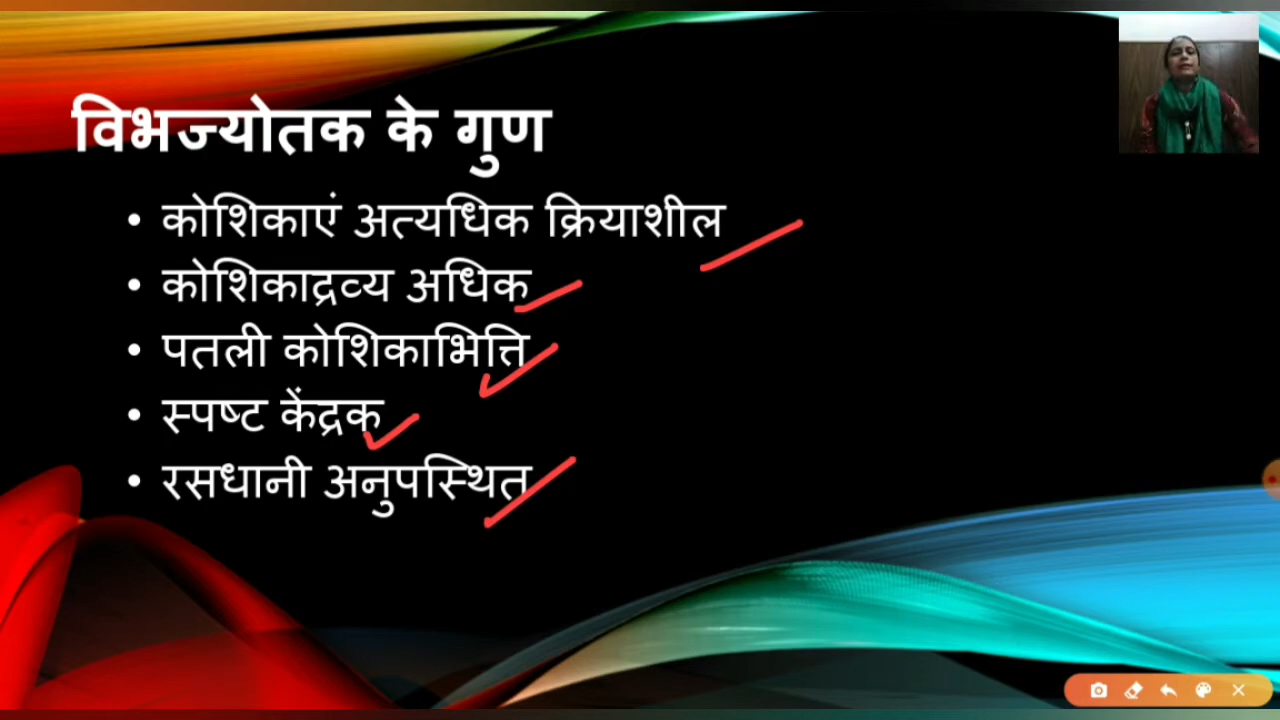 विभज्योतक के गुण
• कोशिकाएं अत्यधिक क्रियाशील
• कोशिकाद्रव्य अधिक
• पतली कोशिकाभित्ति
• स्पष्ट केंद्रक
• रसधानी अनुपस्थित